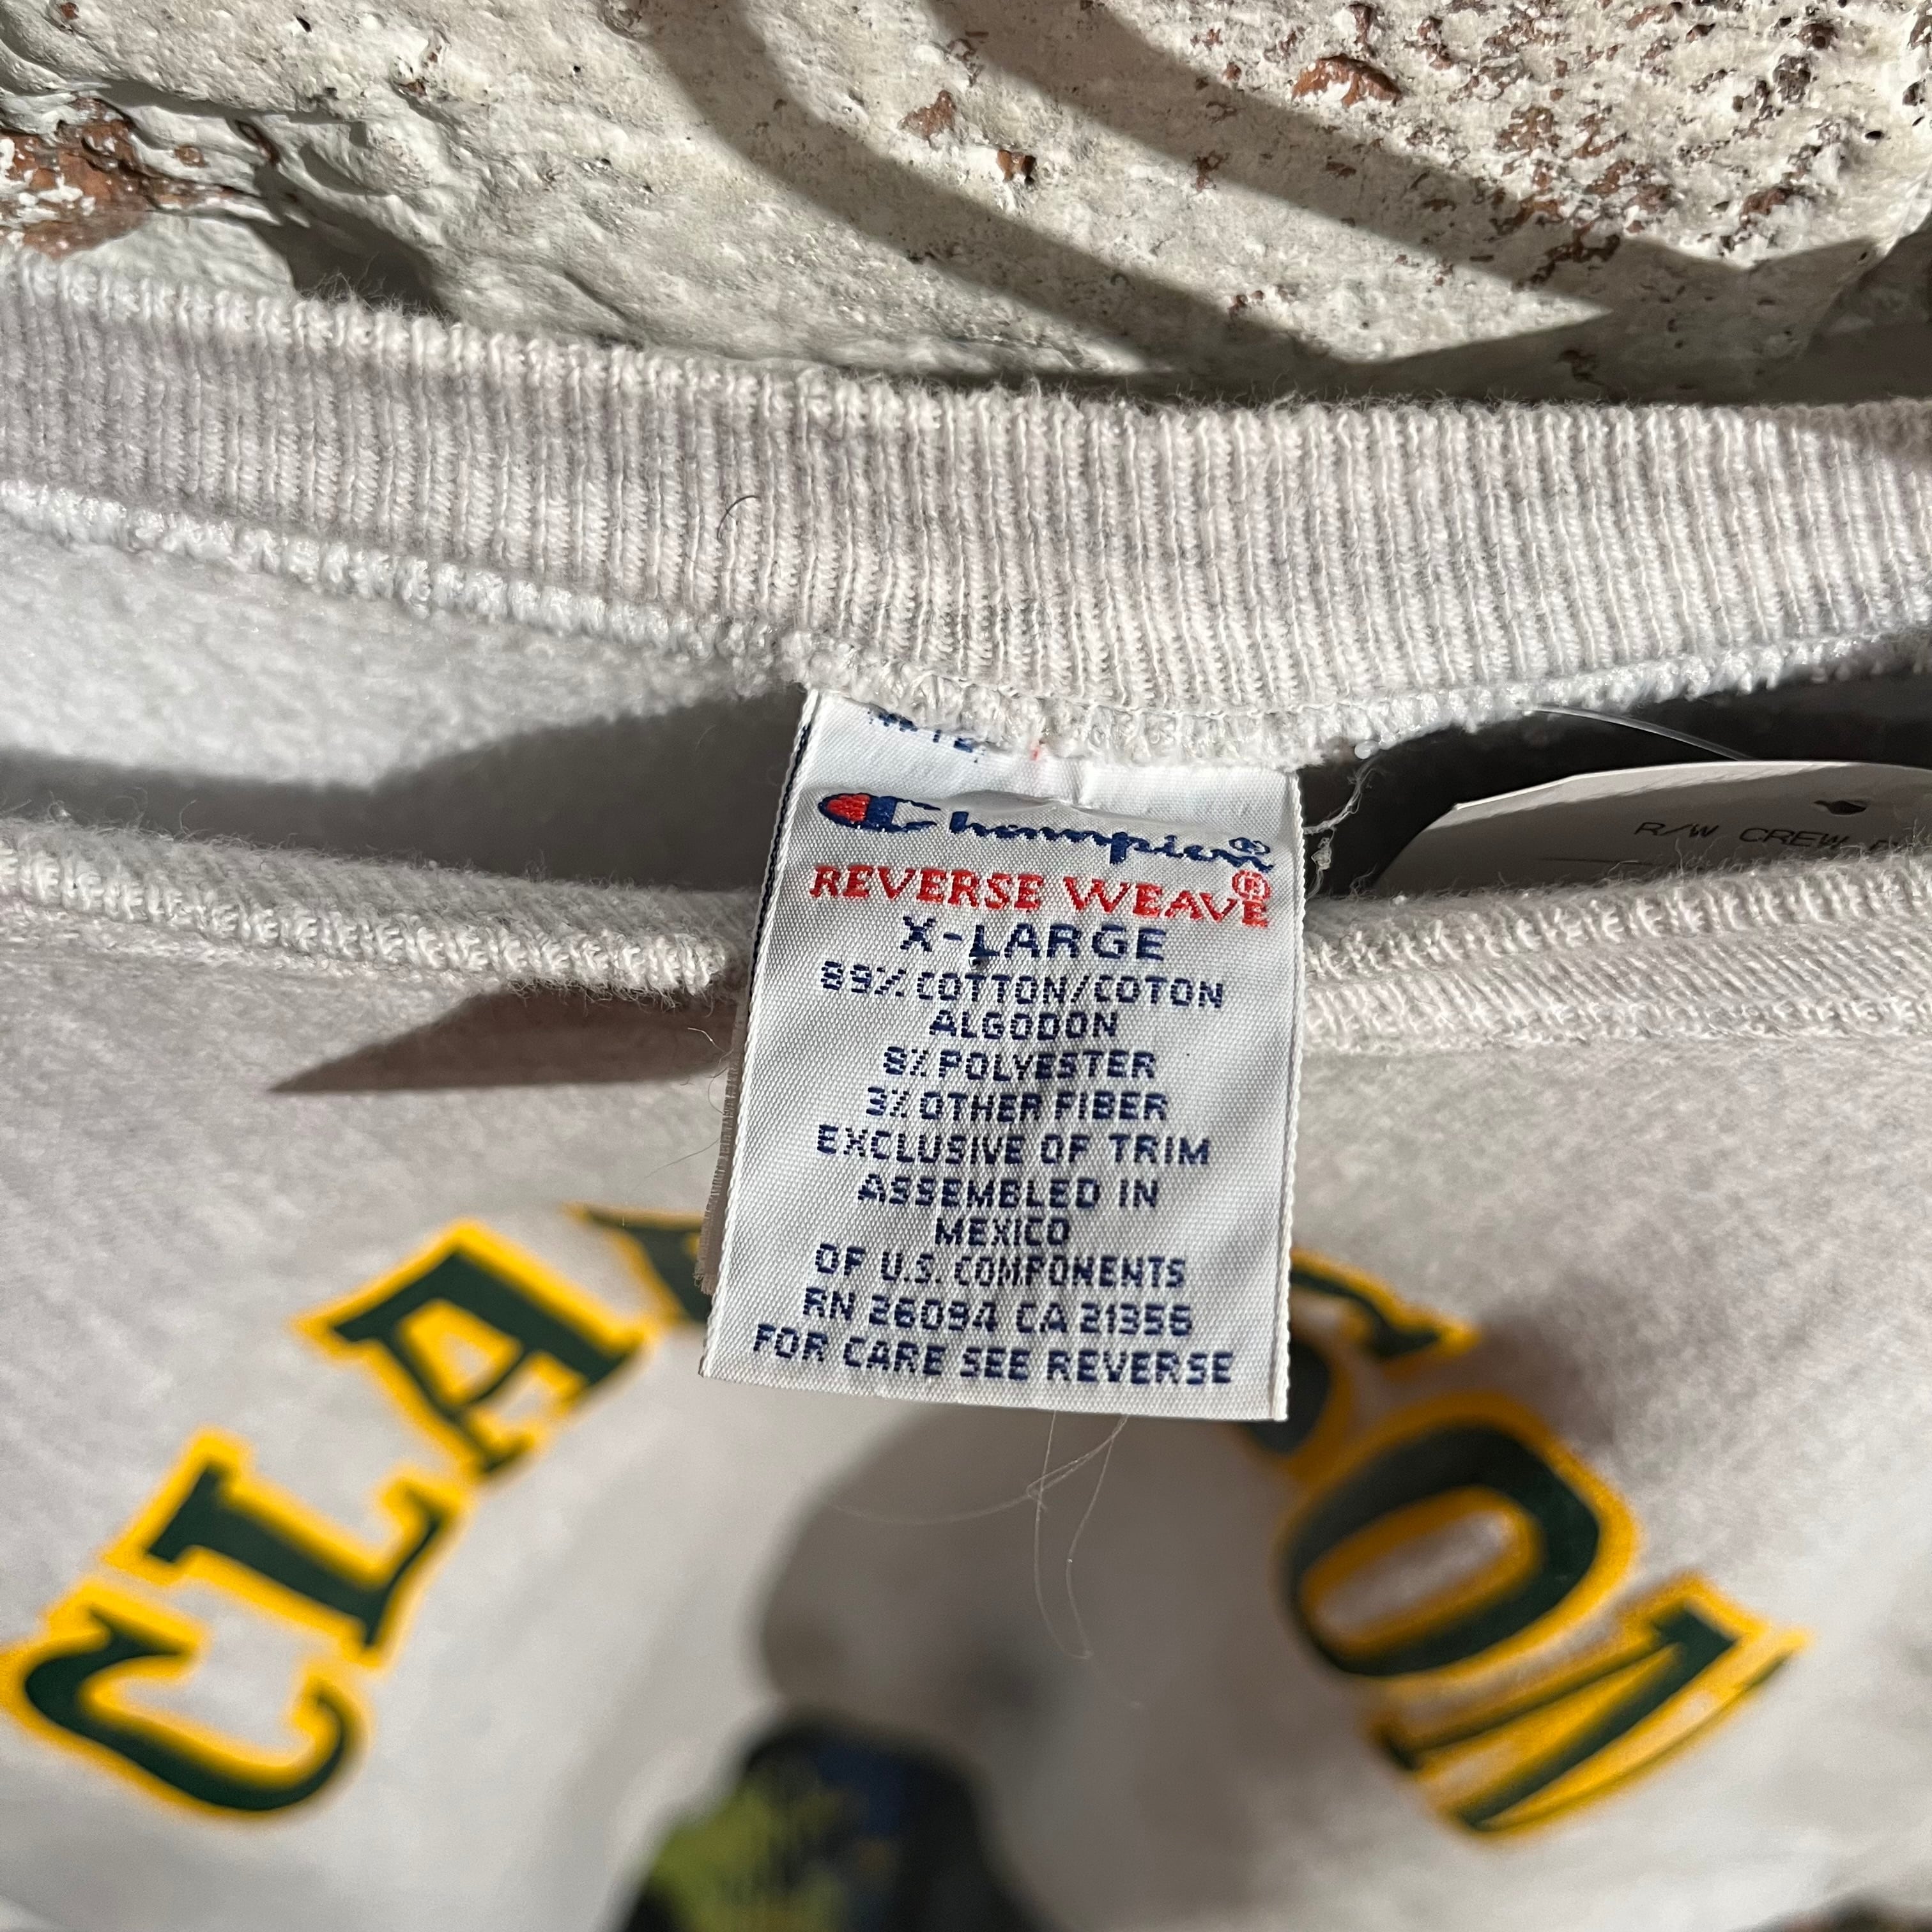 Champion®
REVERSE WEAVE®
X-LARGE
89% COTTON/COTON
ALGODON
8% POLYESTER
3% OTHER FIBER
EXCLUSIVE OF TRIM
ASSEMBLED IN
MEXICO
OF U.S. COMPONENTS
RN 26094 CA 21356
FOR CARE SEE REVERSE
R/W CREW